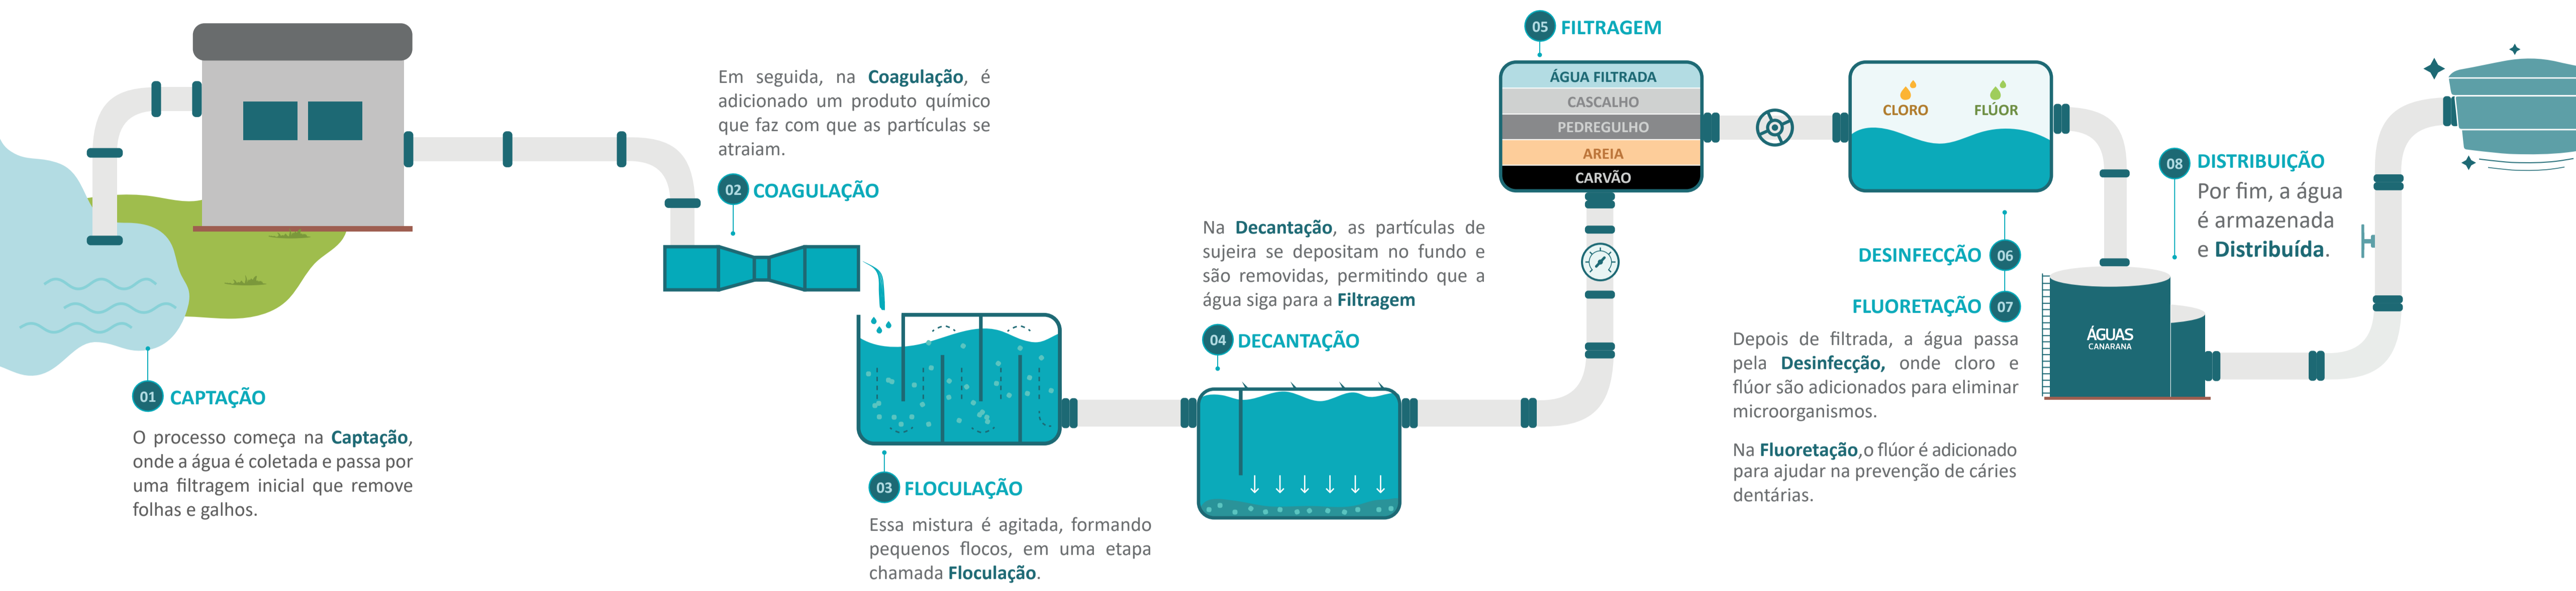 01 CAPTAÇÃO
O processo começa na Captação,
onde a água é coletada e passa por
uma filtragem inicial que remove
folhas e galhos.
Em seguida, na Coagulação, é
adicionado um produto químico
que faz com que as partículas se
atraiam.
02 COAGULAÇÃO
03 FLOCULAÇÃO
Essa mistura é agitada, formando
pequenos flocos, em uma etapa
chamada Floculação.
Na Decantação, as partículas de
sujeira se depositam no fundo e
são removidas, permitindo que a
água siga para a Filtragem
04 DECANTAÇÃO
05 FILTRAGEM
ÁGUA FILTRADA
CASCALHO
PEDREGULHO
AREIA
CARVÃO
CLORO
FLÚOR
DESINFECÇÃO 06
FLUORETAÇÃO 07
Depois de filtrada, a água passa
pela Desinfecção, onde cloro e
flúor são adicionados para eliminar
microorganismos.
Na Fluoretação,o flúor é adicionado
para ajudar na prevenção de cáries
dentárias.
08 DISTRIBUIÇÃO
Por fim, a água
é armazenada
e Distribuída.
ÁGUAS
CANARANA